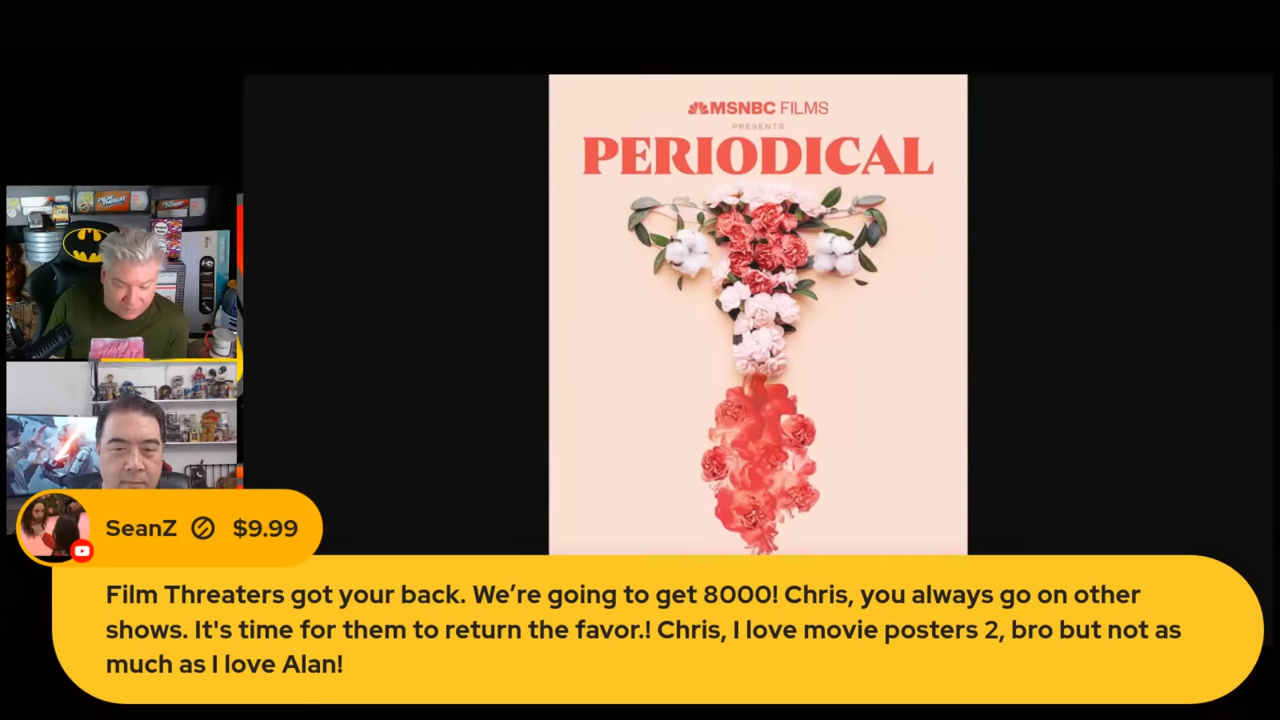 MSNBC FILMS
PRESENTS
PERIODICAL
FILM THREAT
SeanZ $9.99
Film Threaters got your back. We’re going to get 8000! Chris, you always go on other
shows. It's time for them to return the favor.! Chris, I love movie posters 2, bro but not as
much as I love Alan!